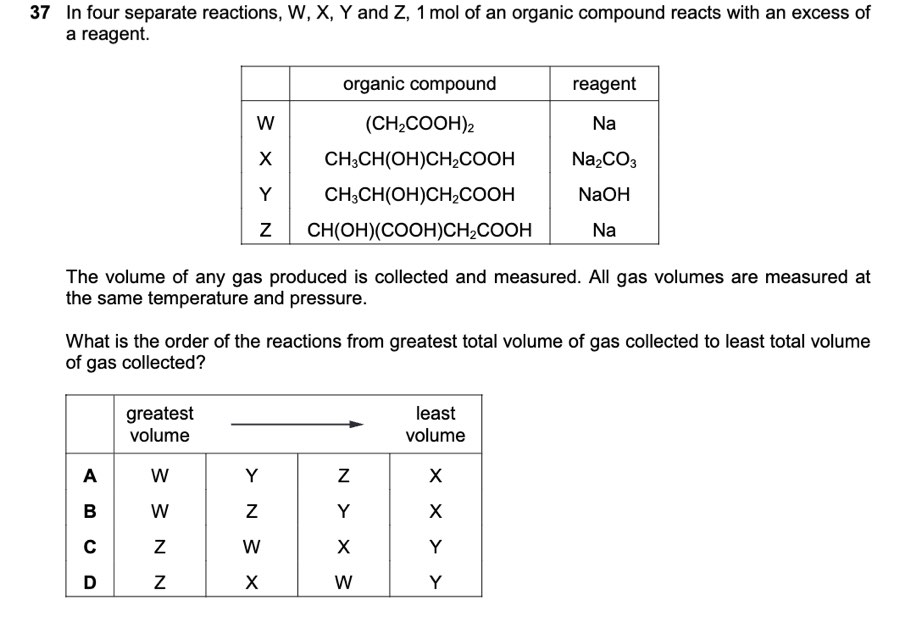 37 In four separate reactions, W, X, Y and Z, 1 mol of an organic compound reacts with an excess of
a reagent.
organic compound reagent
W (CH₂COOH)₂ Na
X CH₃CH(OH)CH₂COOH Na₂CO₃
Y CH₃CH(OH)CH₂COOH NaOH
Z CH(OH)(COOH)CH₂COOH Na
The volume of any gas produced is collected and measured. All gas volumes are measured at
the same temperature and pressure.
What is the order of the reactions from greatest total volume of gas collected to least total volume
of gas collected?
greatest least
volume volume
A W Y Z X
B W Z Y X
C Z W X Y
D Z X W Y